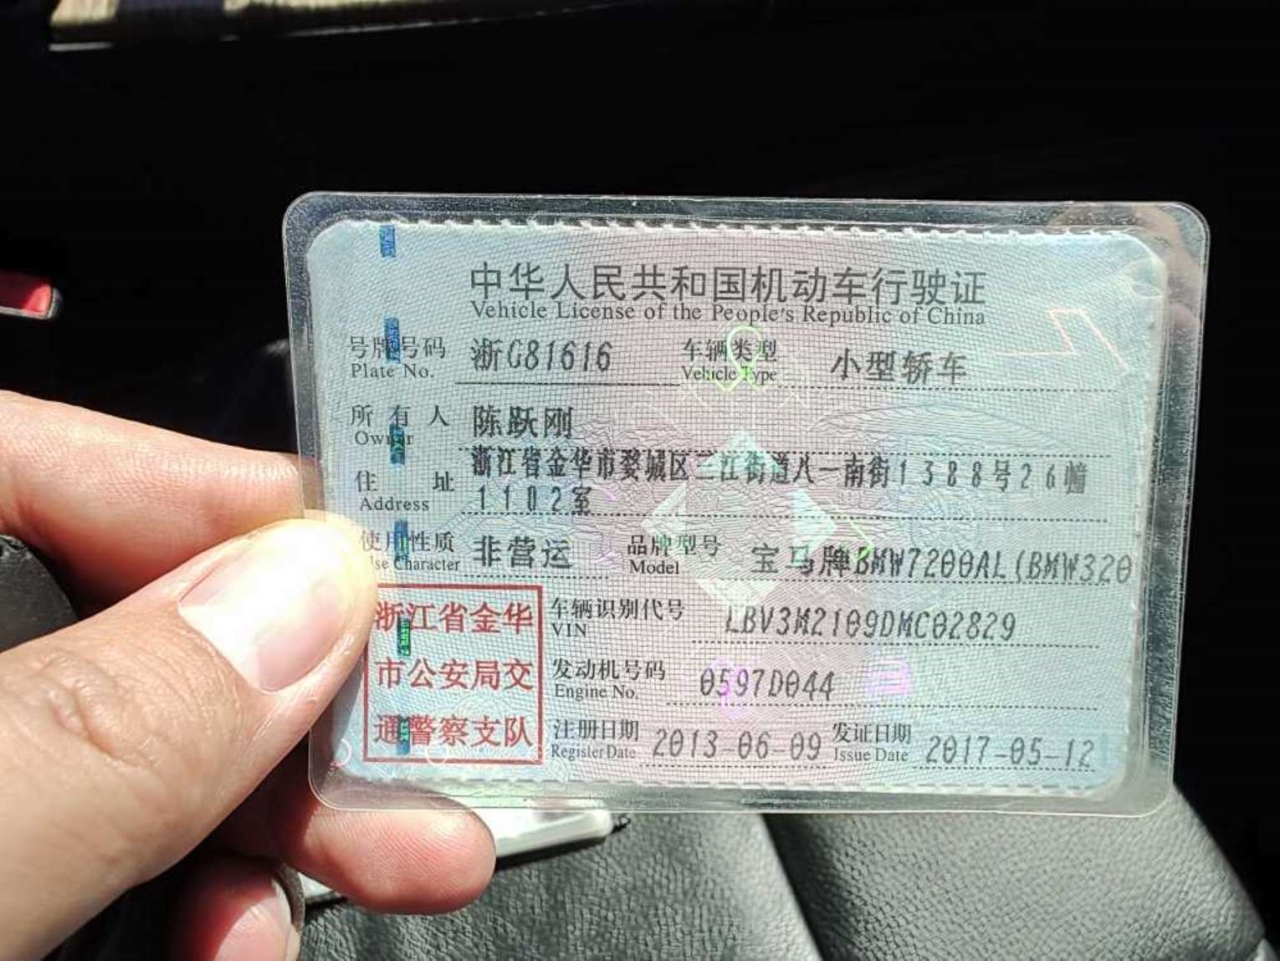 中华人民共和国机动车行驶证
Vehicle License of the People's Republic of China
号牌号码 浙G81616 车辆类型 小型轿车
Plate No. Vehicle Type
所有人 陈跃刚
Owner
住址 浙江省金华市婺城区三江街道八一南街1388号26幢
Address 1102室
使用性质 非营运 品牌型号 宝马牌BMW7200AL(BMW320
Use Character Model
浙江省金华 车辆识别代号 LBV3M2109DMC02829
VIN
市公安局交 发动机号码 0597D044
Engine No.
通警察支队 注册日期 2013-06-09 发证日期 2017-05-12
Register Date Issue Date